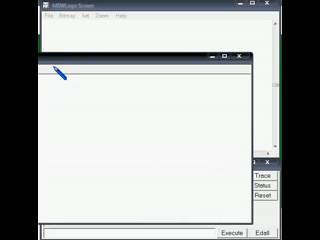 MSWLogo Screen
File Bitmap Set Zoom Help
Trace
Status
Reset
Execute Edall